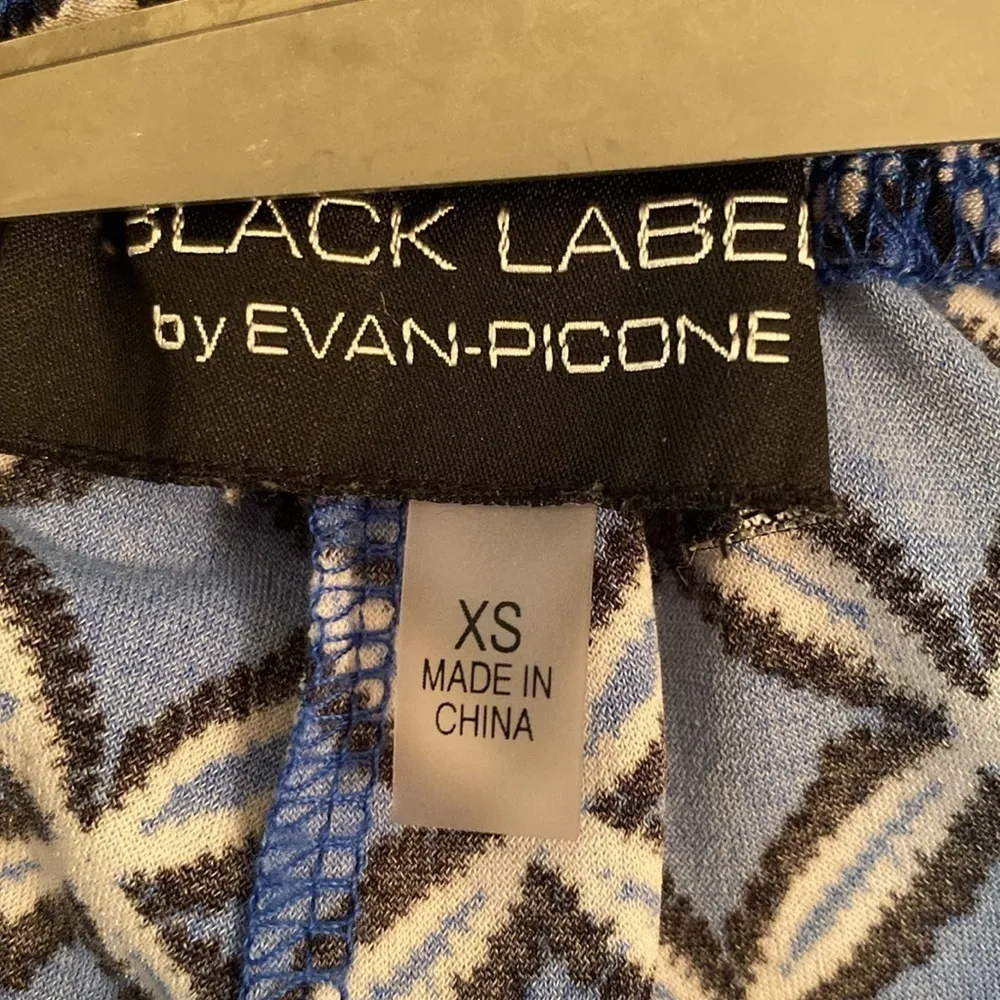 BLACK LABEL
by EVAN-PICONE
XS
MADE IN
CHINA